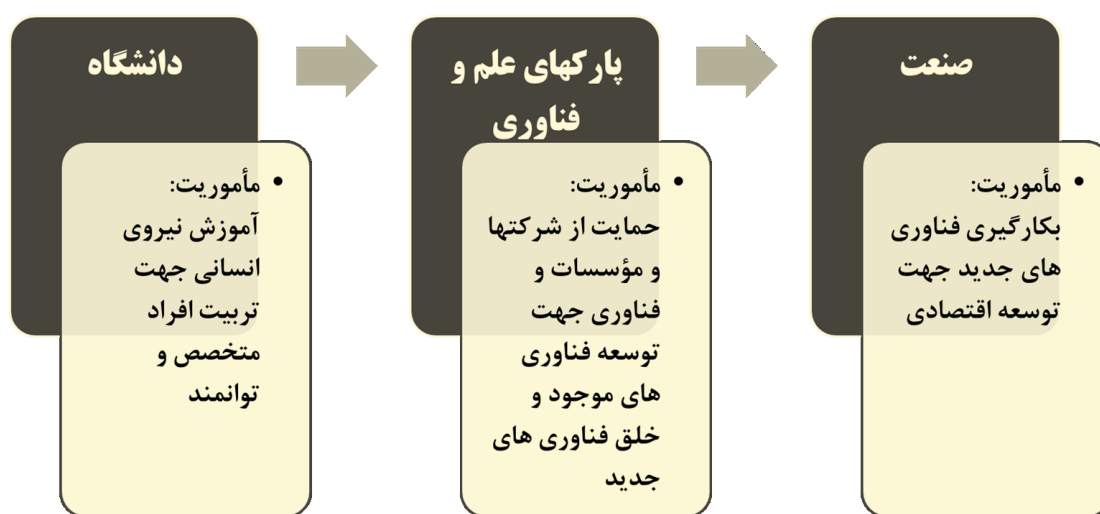 دانشگاه
• مأموریت:
آموزش نیروی
انسانی جهت
تربیت افراد
متخصص و
توانمند
پارکهای علم و
فناوری
• مأموریت:
حمایت از شرکتها
و مؤسسات و
فناوری جهت
توسعه فناوری
های موجود و
خلق فناوری های
جدید
صنعت
• مأموریت:
بکارگیری فناوری
های جدید جهت
توسعه اقتصادی